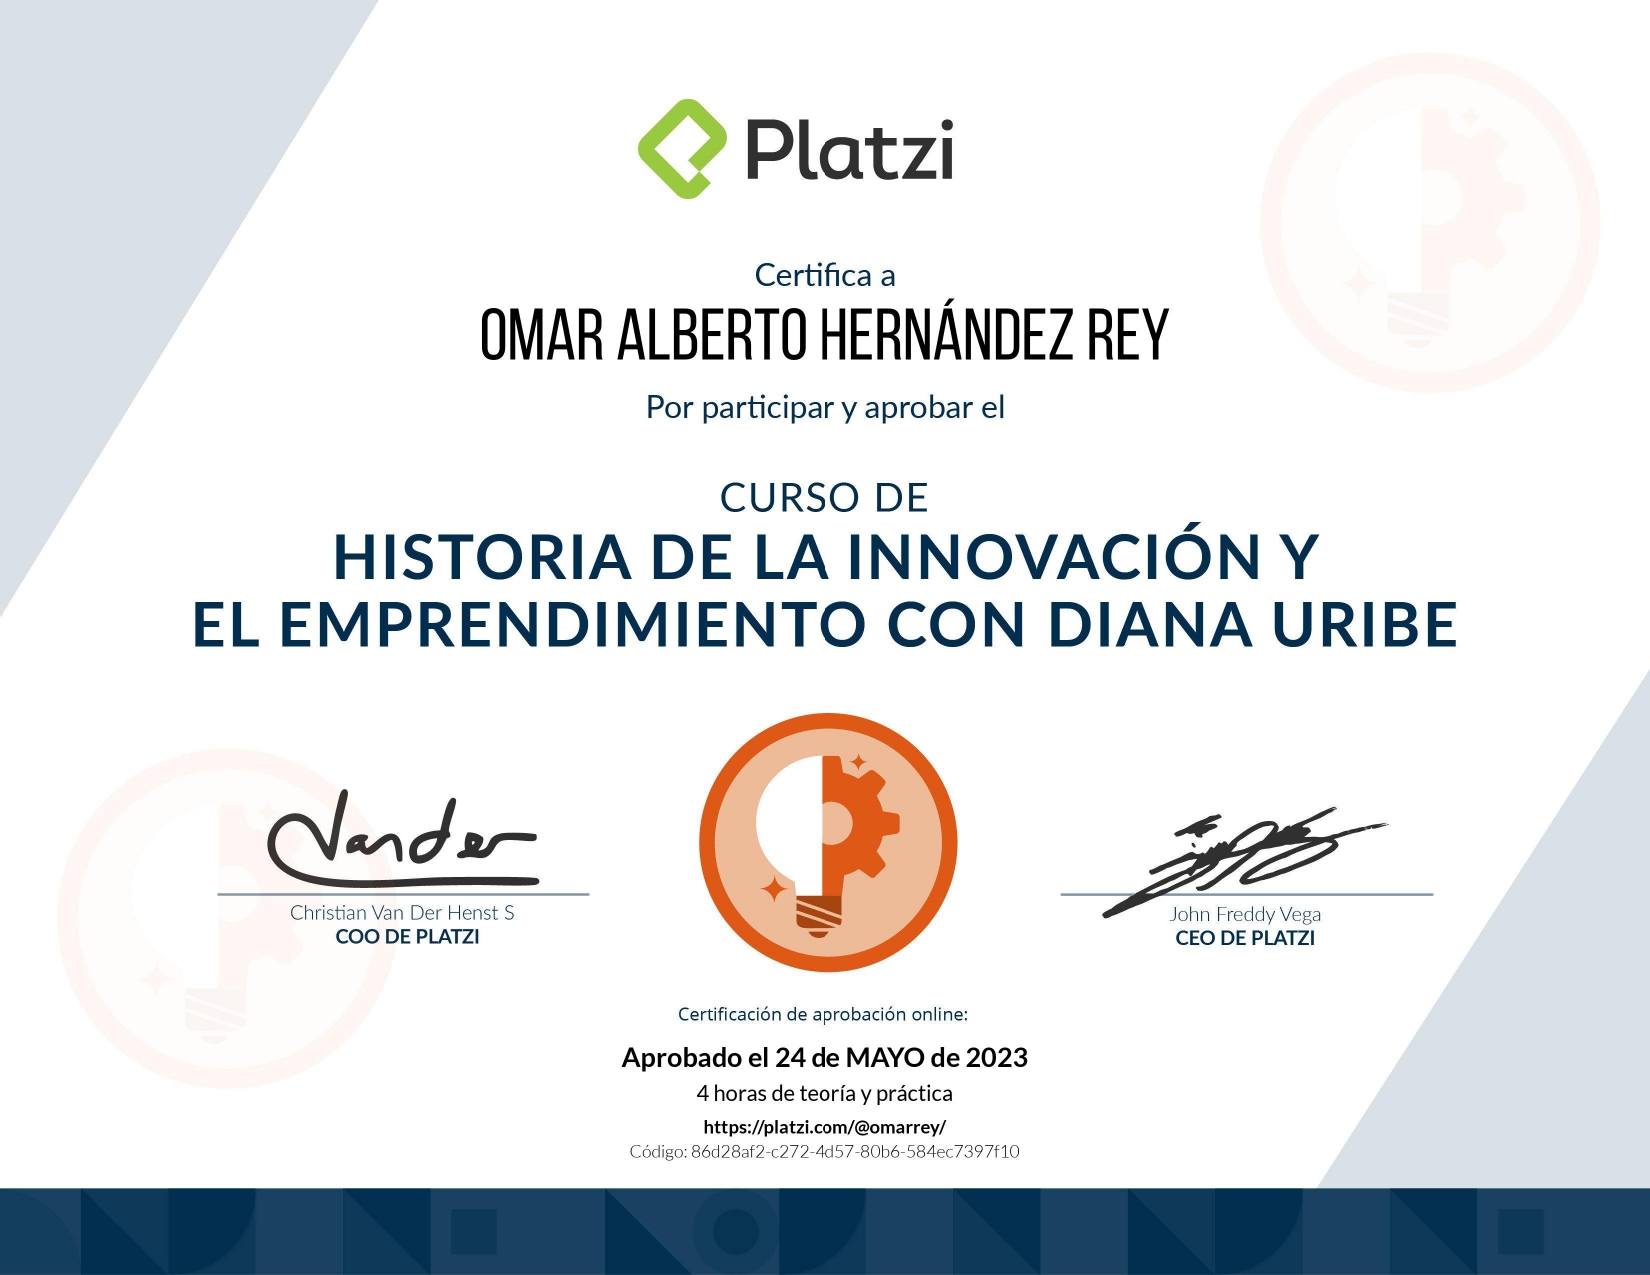 Platzi
Certifica a
OMAR ALBERTO HERNÁNDEZ REY
Por participar y aprobar el
CURSO DE
HISTORIA DE LA INNOVACIÓN Y
EL EMPRENDIMIENTO CON DIANA URIBE
Vander
Christian Van Der Henst S
COO DE PLATZI
John Freddy Vega
CEO DE PLATZI
Certificación de aprobación online:
Aprobado el 24 de MAYO de 2023
4 horas de teoría y práctica
https://platzi.com/@omarrey/
Código: 86d28af2-c272-4d57-80b6-584ec7397f10